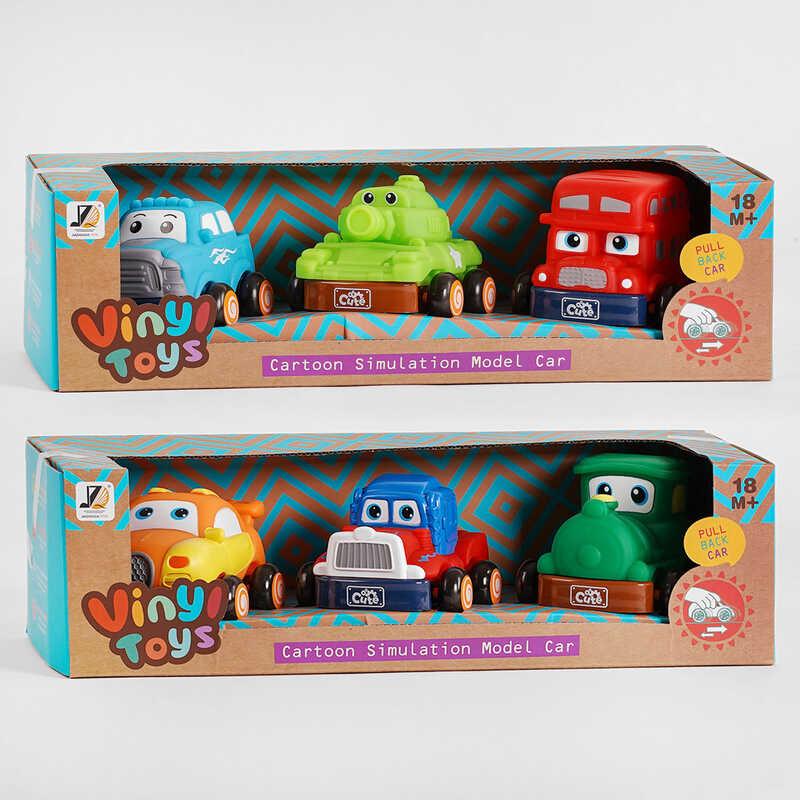 18
M+
PULL
BACK
CAR
Cute
Cute
Vinyl
Toys
Cartoon Simulation Model Car
18
M+
PULL
BACK
CAR
Cute
Cute
Vinyl
Toys
Cartoon Simulation Model Car